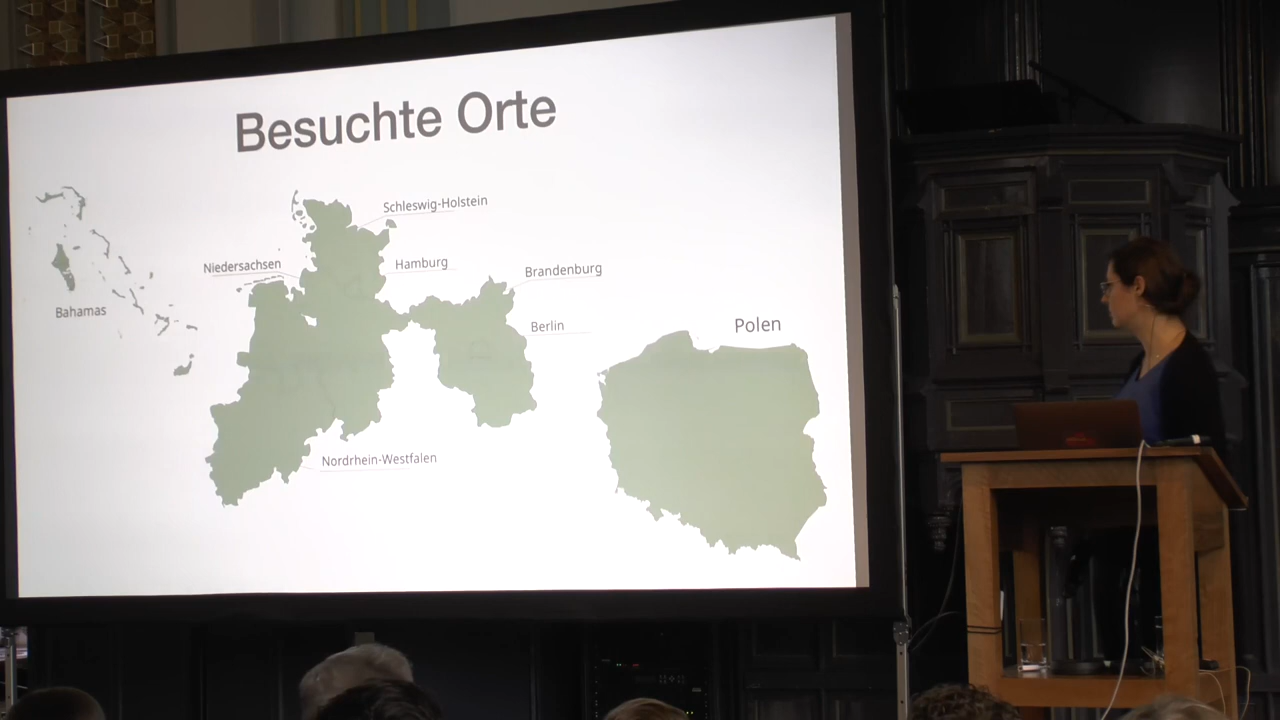 Besuchte Orte
Schleswig-Holstein
Niedersachsen
Hamburg
Brandenburg
Bahamas
Berlin
Polen
Nordrhein-Westfalen